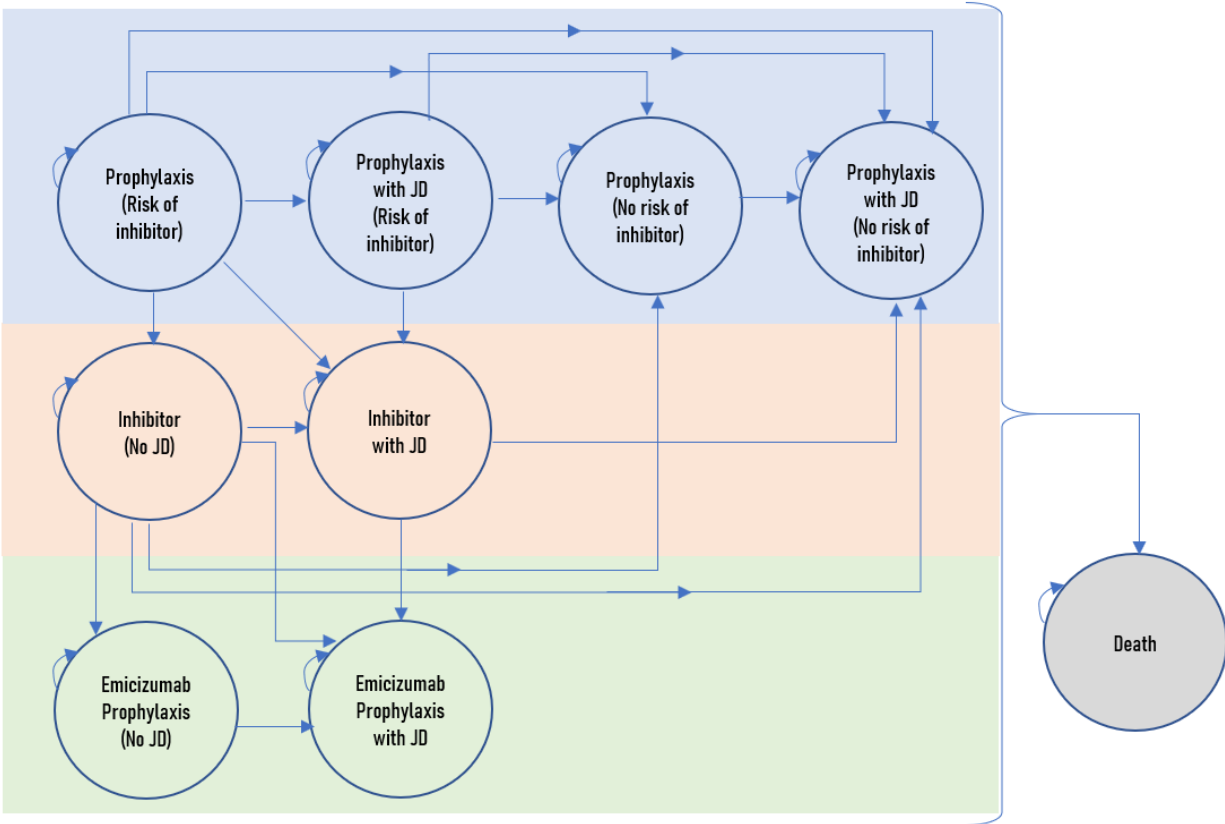 Prophylaxis
(Risk of
inhibitor)
Prophylaxis
with JD
(Risk of
inhibitor)
Prophylaxis
(No risk of
inhibitor)
Prophylaxis
with JD
(No risk of
inhibitor)
Inhibitor
(No JD)
Inhibitor
with JD
Emicizumab
Prophylaxis
(No JD)
Emicizumab
Prophylaxis
with JD
Death